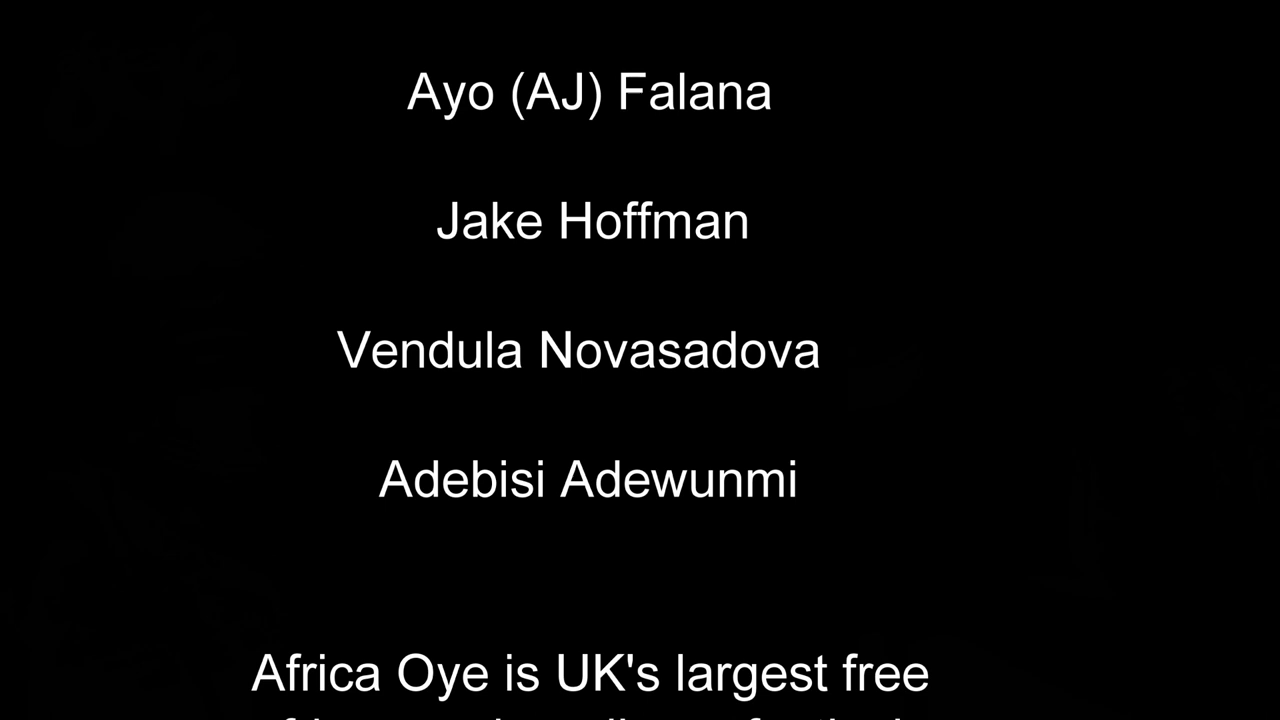 Ayo (AJ) Falana
Jake Hoffman
Vendula Novasadova
Adebisi Adewunmi
Africa Oye is UK's largest free